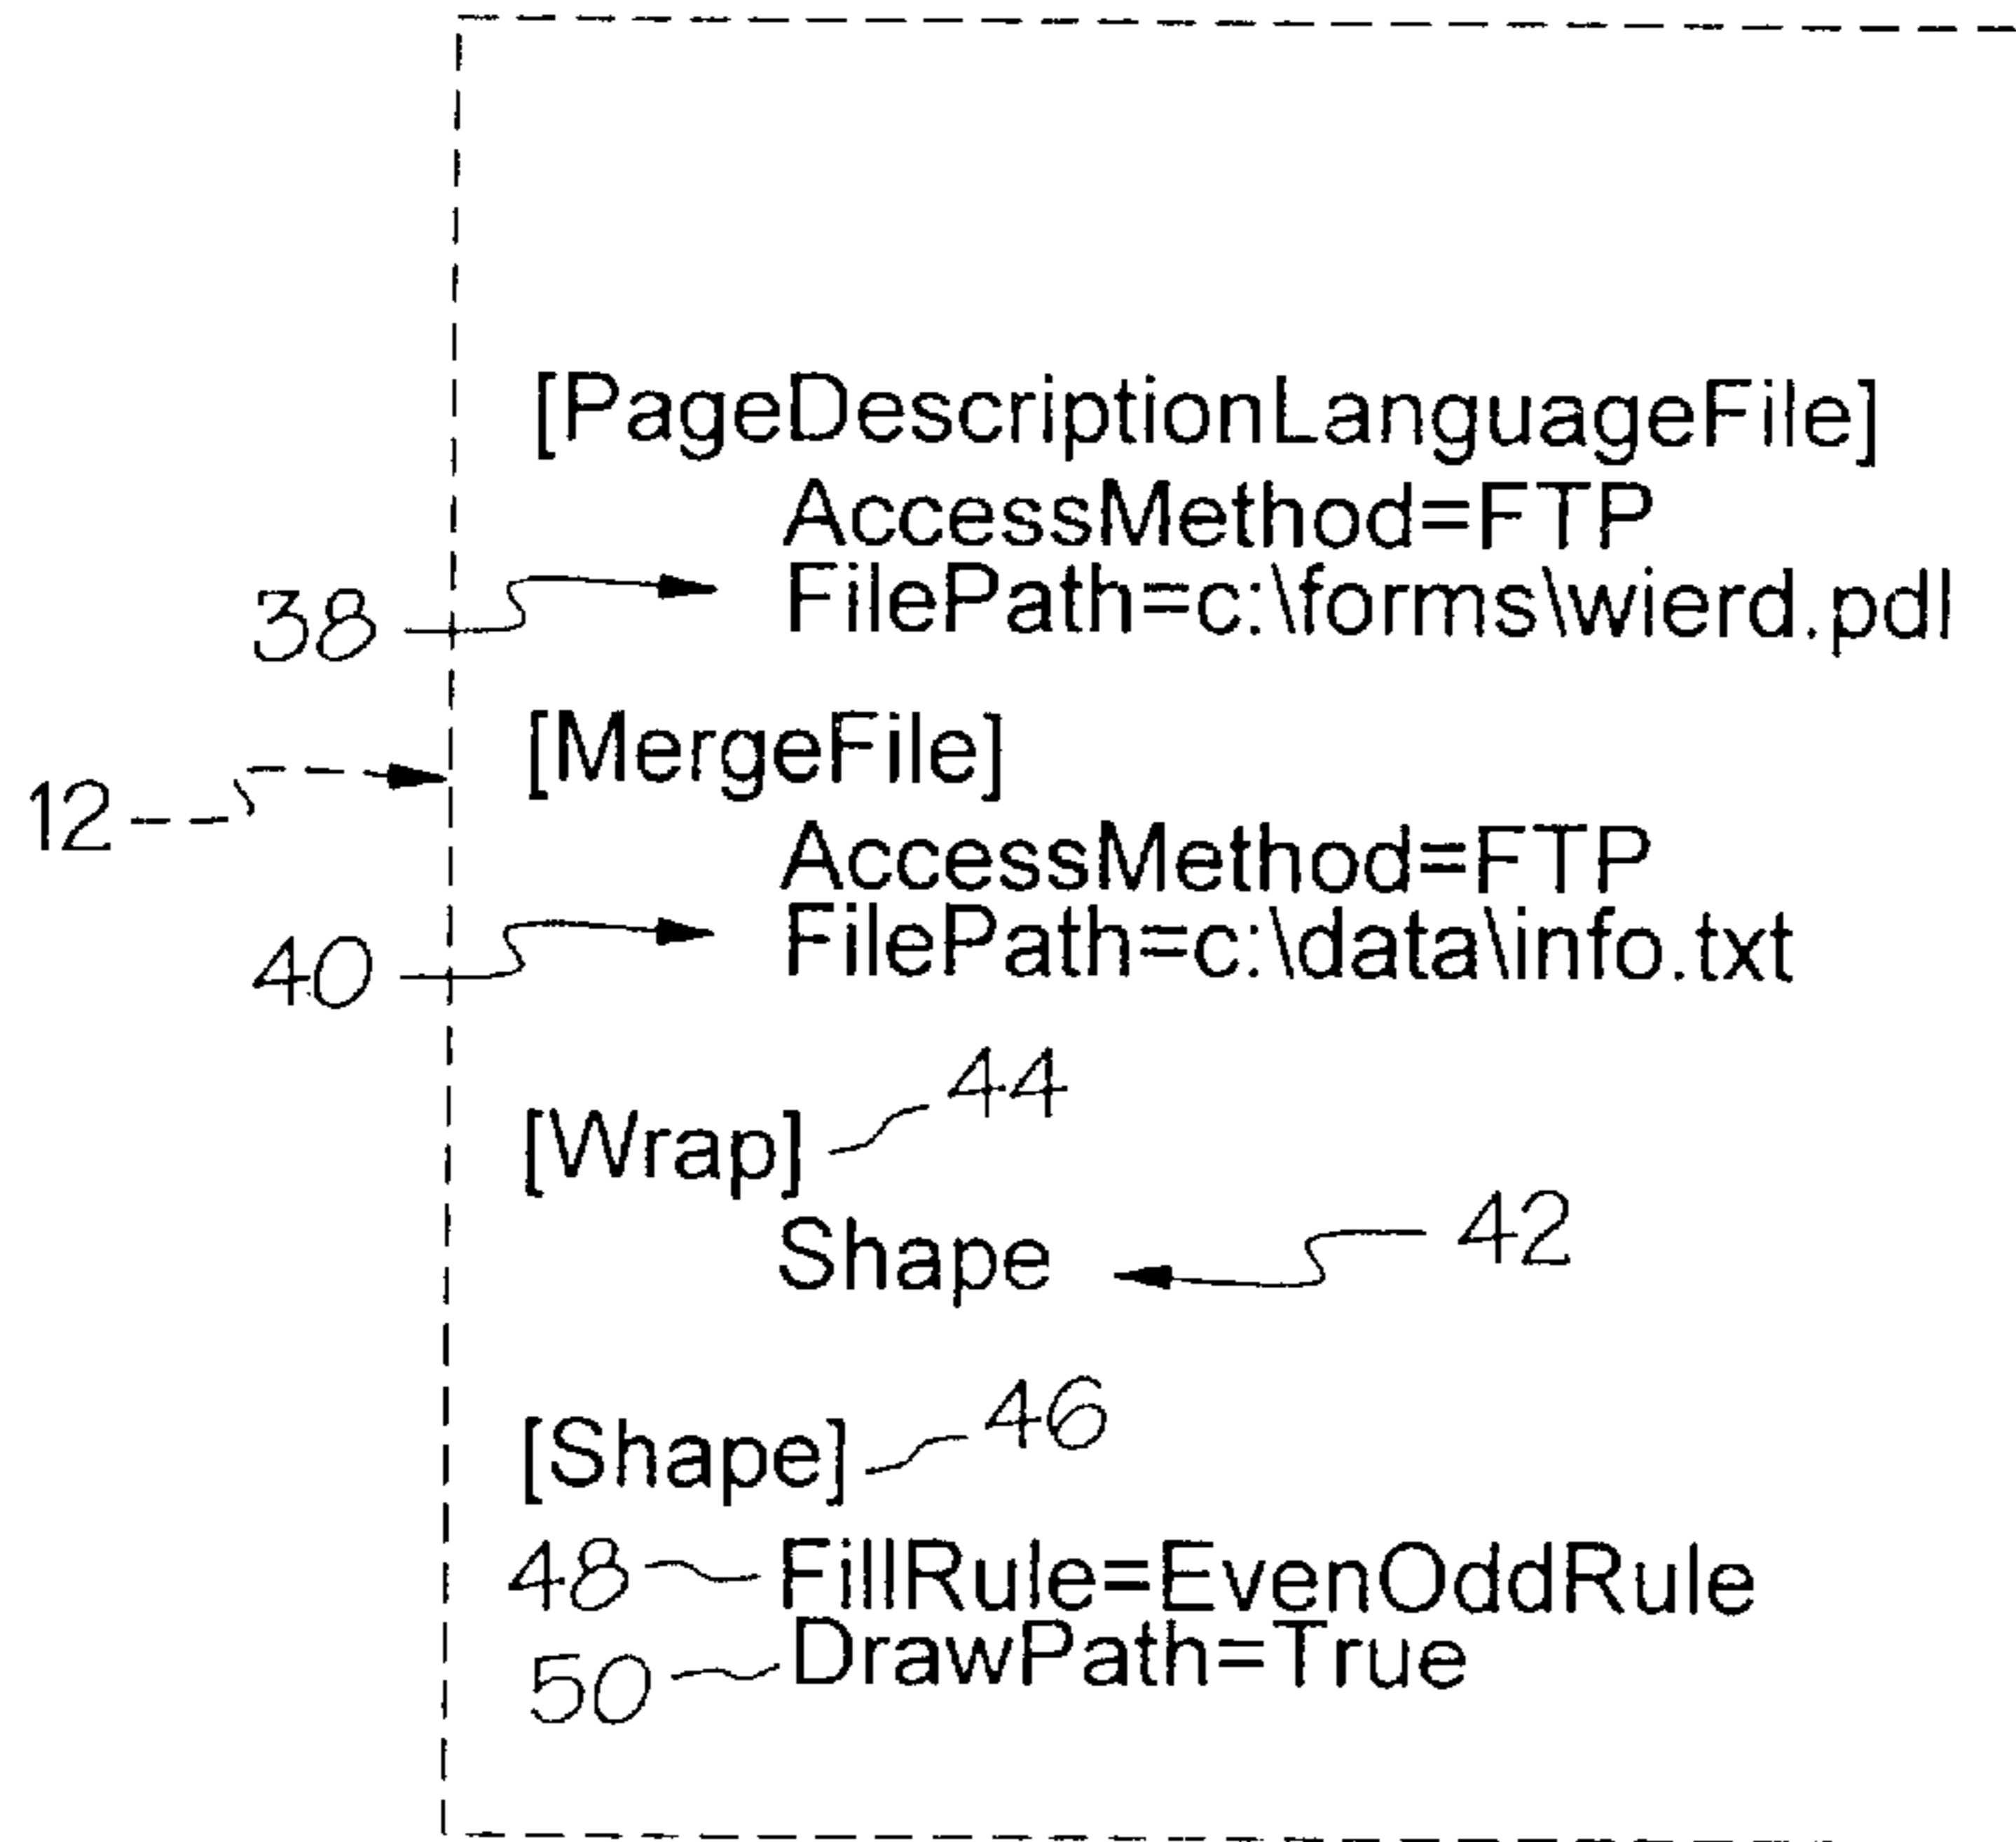 [PageDescriptionLanguageFile]
AccessMethod=FTP
38 FilePath=c:\forms\wierd.pdl
[MergeFile]
12
AccessMethod=FTP
40 FilePath=c:\data\info.txt
[Wrap] 44
Shape 42
[Shape] 46
48 FillRule=EvenOddRule
50 DrawPath=True